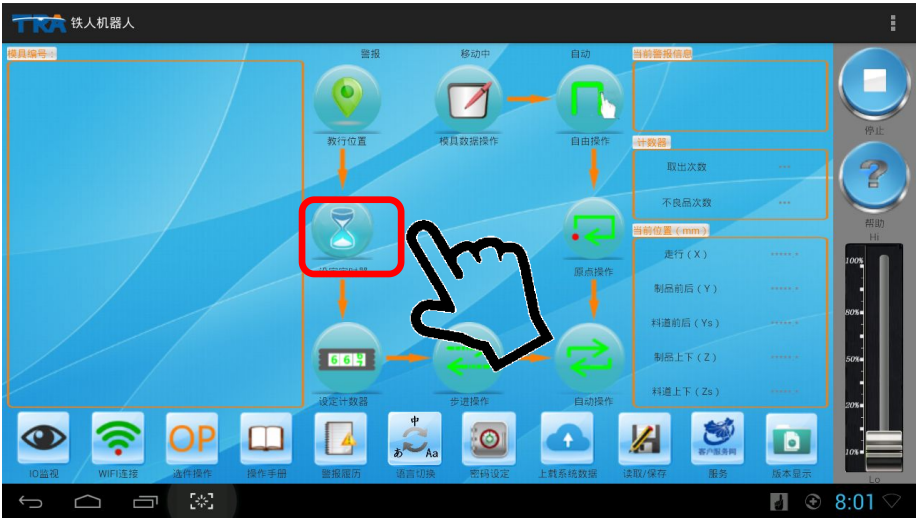 TRA 铁人机器人
模具编号：
警报
移动中
自动
当前警报信息
教行位置
模具数据操作
自由操作
停止
计数器
取出次数 ---
不良品次数 ---
帮助
设定定时器
原点操作
当前位置（mm）
走行（X） -----.-
制品前后（Y） -----.-
料道前后（Ys） -----.-
制品上下（Z） -----.-
料道上下（Zs） -----.-
Hi
100%
80%
50%
20%
10%
Lo
设定计数器
步进操作
自动操作
OP
中
あ Aa
客户服务网
IO监视
WIFI连接
选件操作
操作手册
警报履历
语言切换
密码设定
上载系统数据
读取/保存
服务
版本显示
8:01